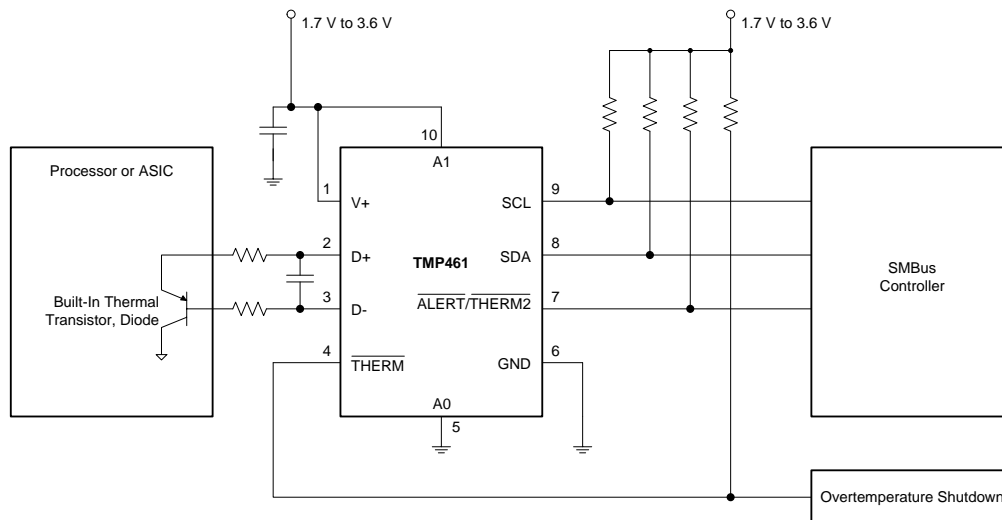 1.7 V to 3.6 V
1.7 V to 3.6 V
10
A1
Processor or ASIC
1
V+
SCL
9
2
D+
TMP461
SDA
8
SMBus
Controller
Built-In Thermal
Transistor, Diode
3
D-
ALERT/THERM2
7
4
THERM
GND
6
A0
5
Overtemperature Shutdown